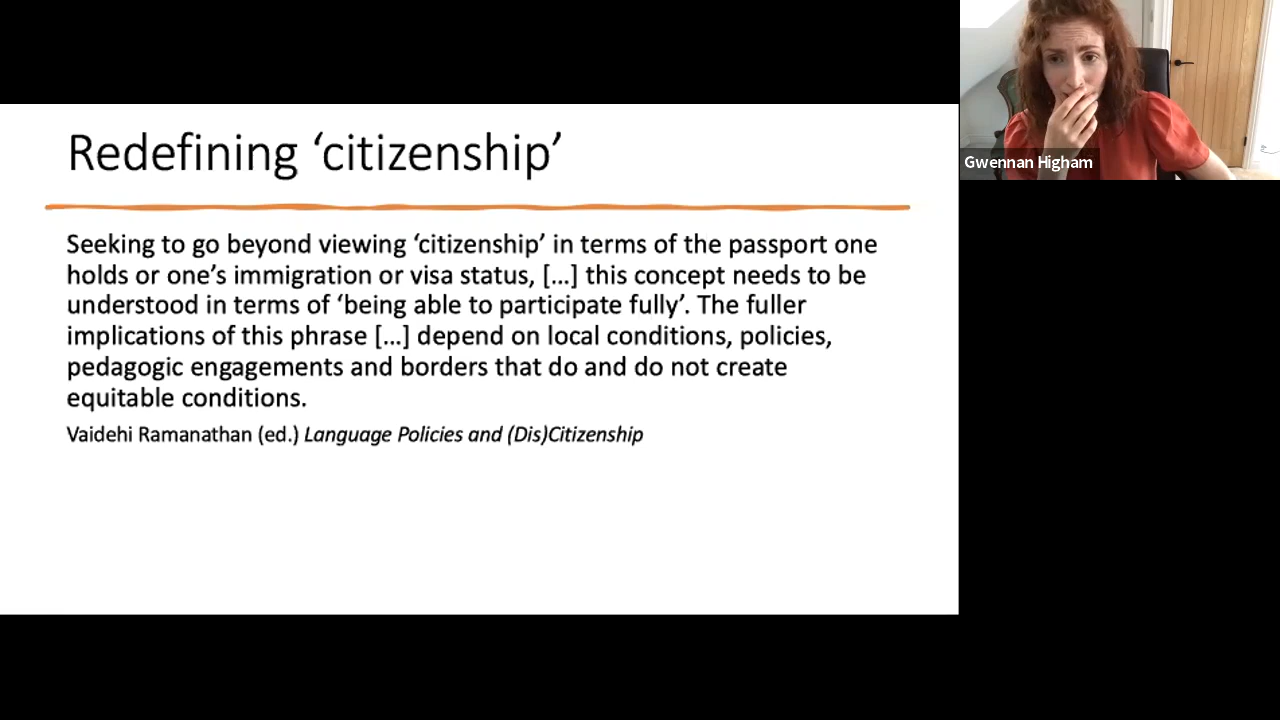 Redefining ‘citizenship’
Seeking to go beyond viewing ‘citizenship’ in terms of the passport one
holds or one’s immigration or visa status, [...] this concept needs to be
understood in terms of ‘being able to participate fully’. The fuller
implications of this phrase [...] depend on local conditions, policies,
pedagogic engagements and borders that do and do not create
equitable conditions.
Vaidehi Ramanathan (ed.) Language Policies and (Dis)Citizenship
Gwennan Higham